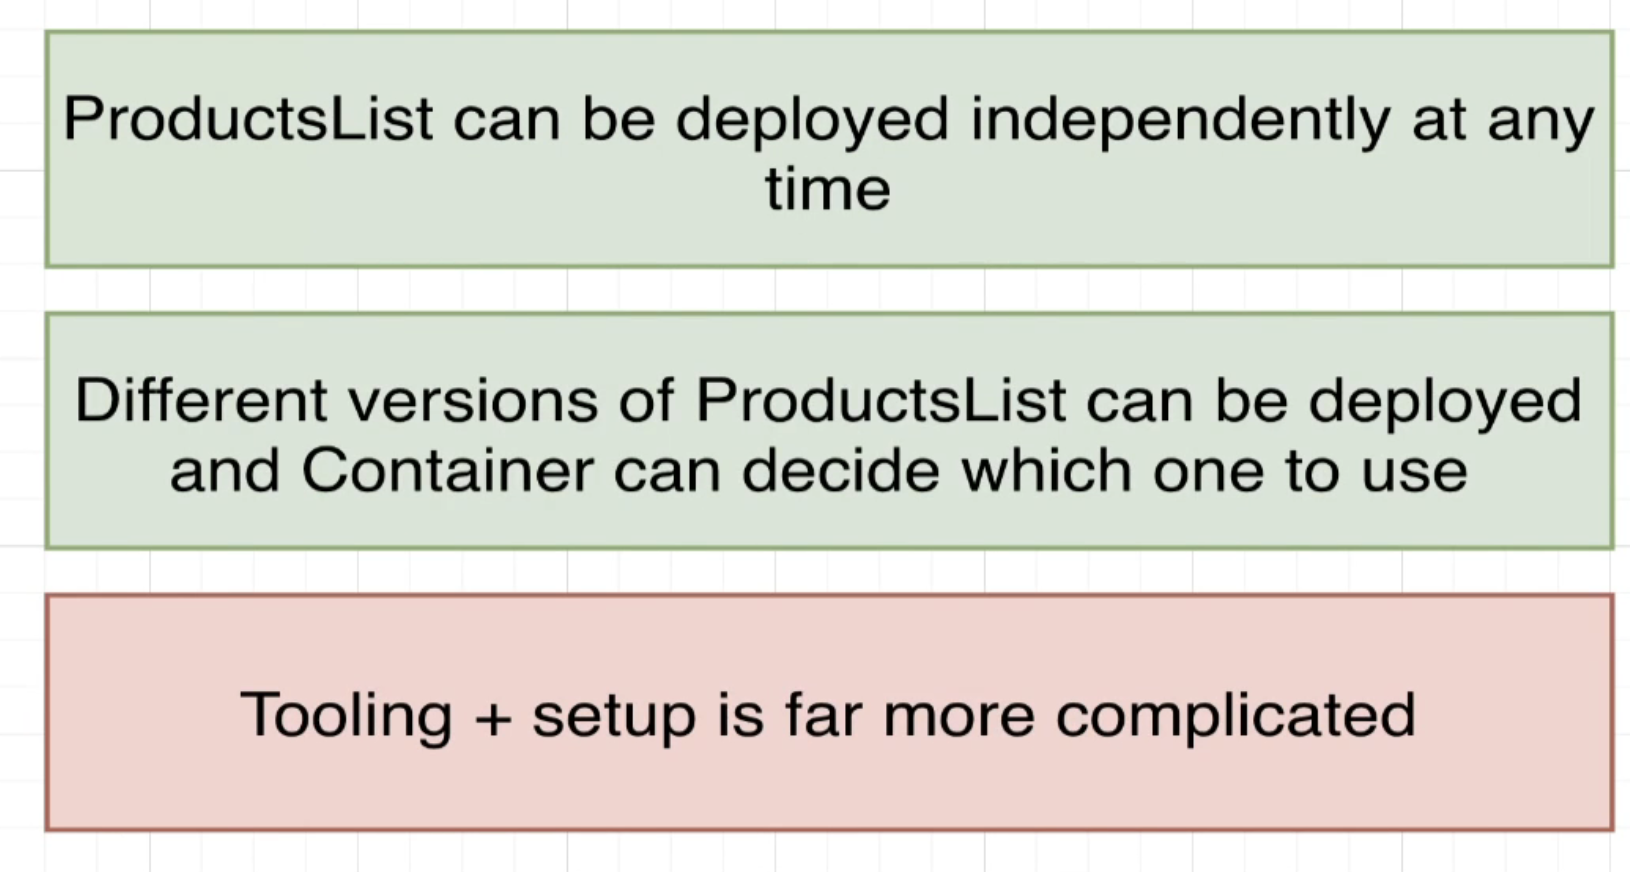 ProductsList can be deployed independently at any
time
Different versions of ProductsList can be deployed
and Container can decide which one to use
Tooling + setup is far more complicated